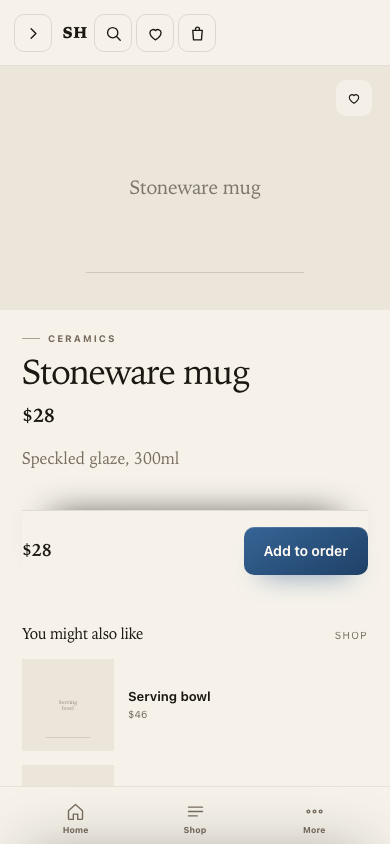 SH
Stoneware mug
CERAMICS
Stoneware mug
$28
Speckled glaze, 300ml
$28
Add to order
You might also like
SHOP
Serving
bowl
Serving bowl
$46
Home
Shop
More